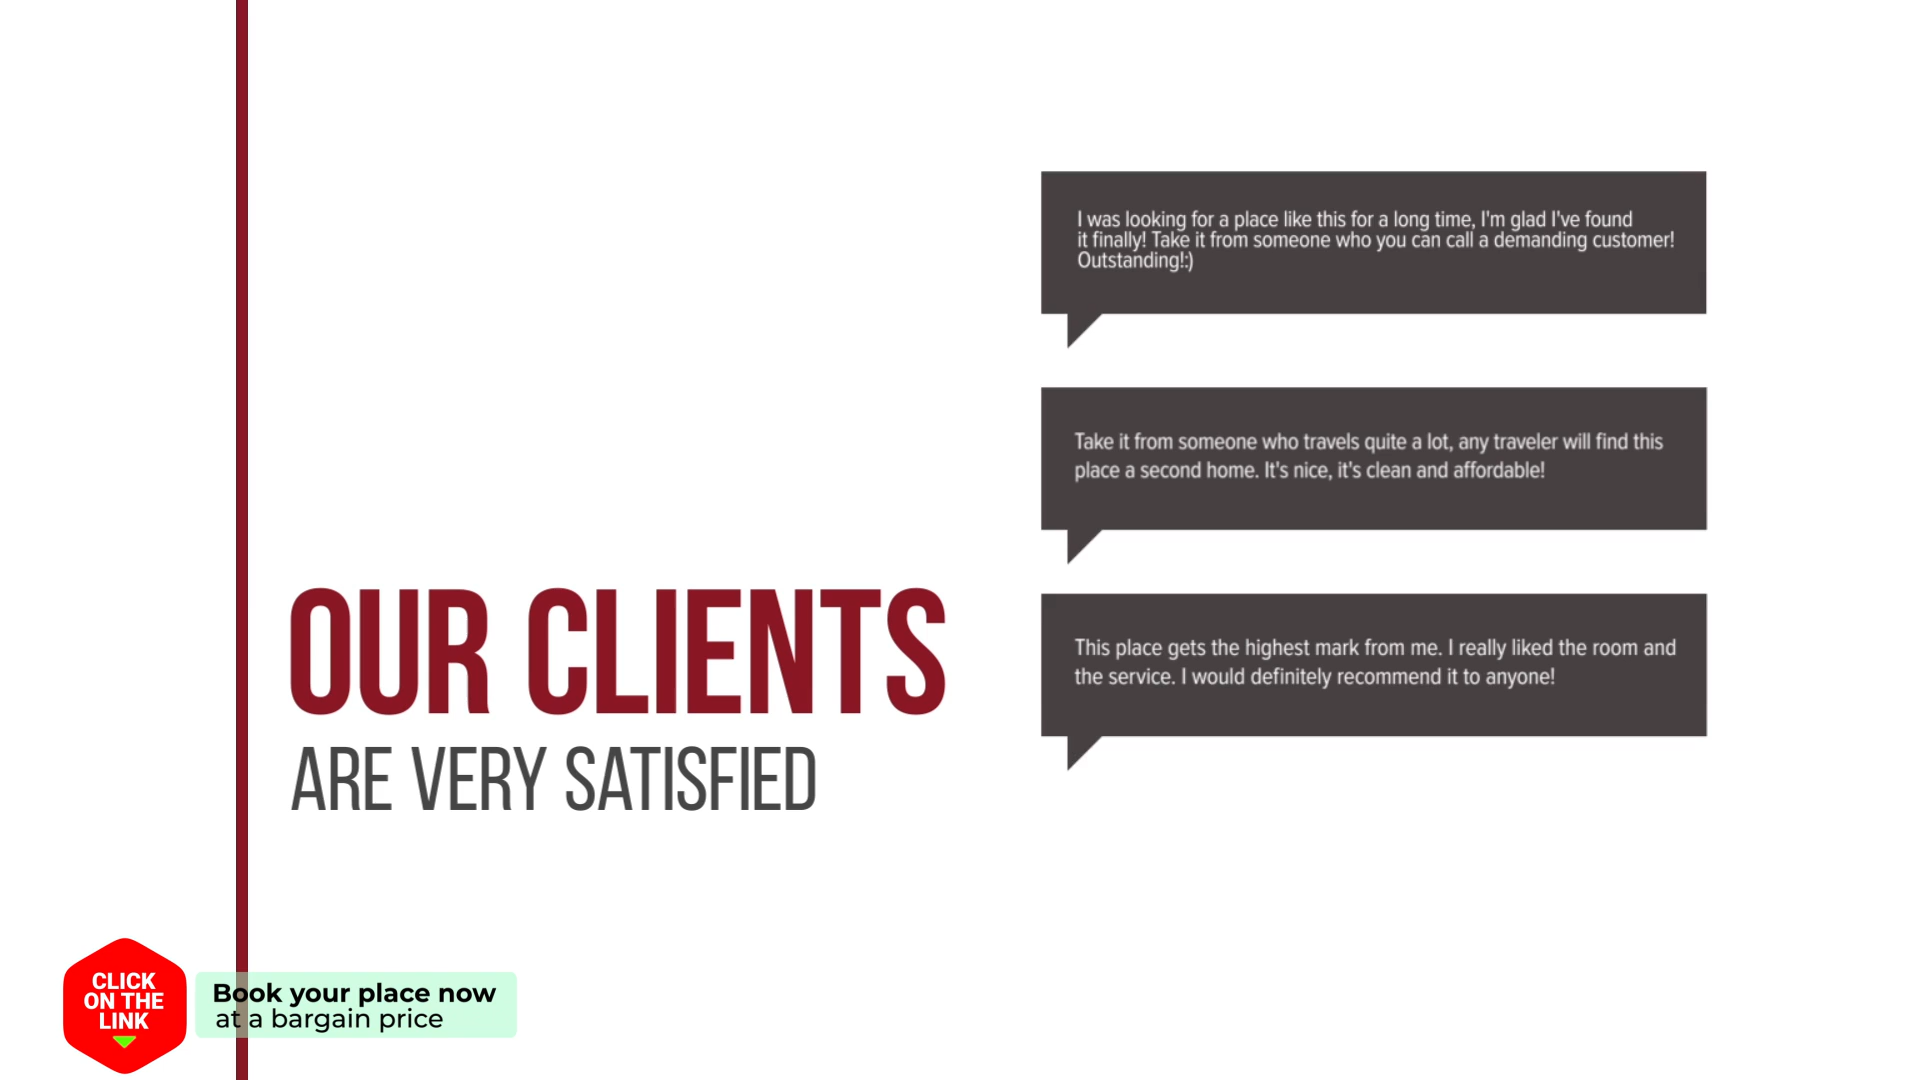 I was looking for a place like this for a long time, I'm glad I've found
it finally! Take it from someone who you can call a demanding customer!
Outstanding!:)
Take it from someone who travels quite a lot, any traveler will find this
place a second home. It's nice, it's clean and affordable!
This place gets the highest mark from me. I really liked the room and
the service. I would definitely recommend it to anyone!
OUR CLIENTS
ARE VERY SATISFIED
CLICK
ON THE
LINK
Book your place now
at a bargain price